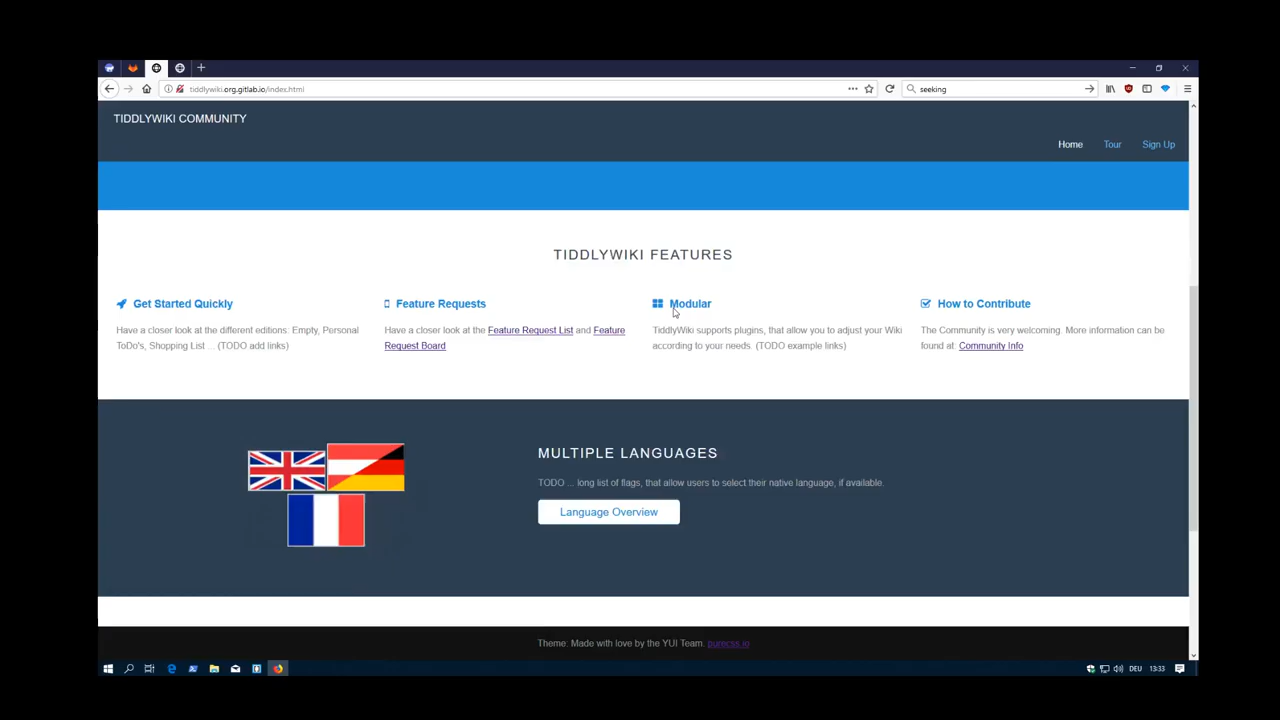 tiddlywiki.org.gitlab.io/index.html
seeking
TIDDLYWIKI COMMUNITY
Home Tour Sign Up
TIDDLYWIKI FEATURES
Get Started Quickly
Have a closer look at the different editions: Empty, Personal
ToDo's, Shopping List ... (TODO add links)
Feature Requests
Have a closer look at the Feature Request List and Feature
Request Board
Modular
TiddlyWiki supports plugins, that allow you to adjust your Wiki
according to your needs. (TODO example links)
How to Contribute
The Community is very welcoming. More information can be
found at: Community Info
MULTIPLE LANGUAGES
TODO ... long list of flags, that allow users to select their native language, if available.
Language Overview
Theme: Made with love by the YUI Team. purecss.io
DEU 13:33